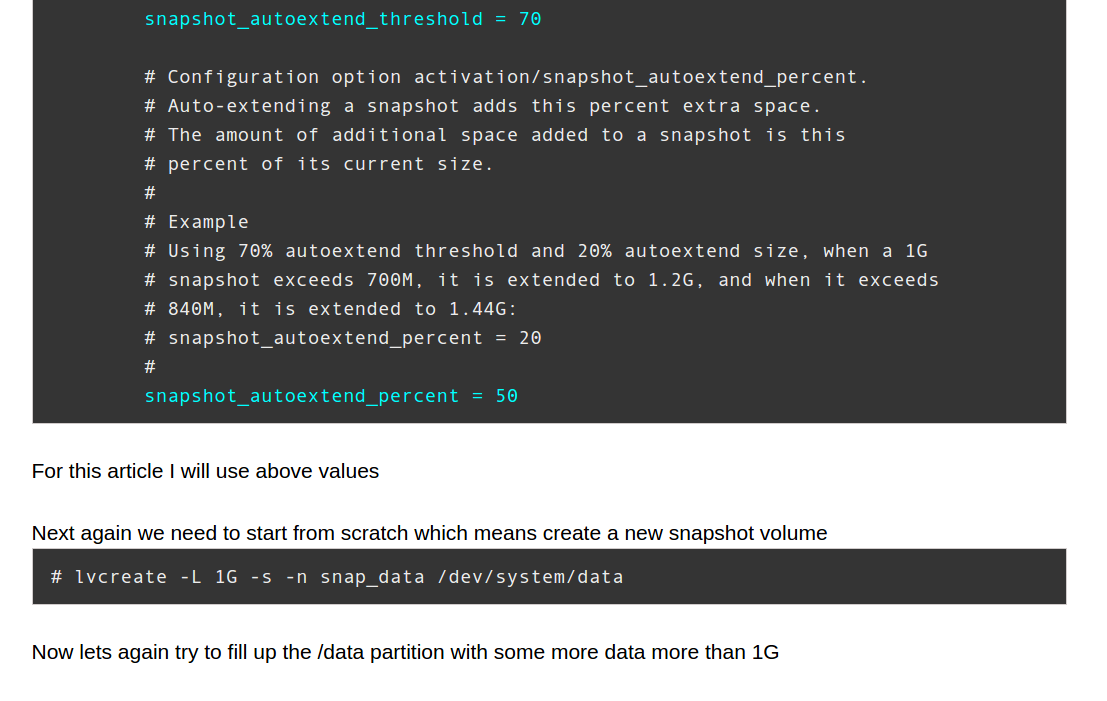 snapshot_autoextend_threshold = 70
# Configuration option activation/snapshot_autoextend_percent.
# Auto-extending a snapshot adds this percent extra space.
# The amount of additional space added to a snapshot is this
# percent of its current size.
#
# Example
# Using 70% autoextend threshold and 20% autoextend size, when a 1G
# snapshot exceeds 700M, it is extended to 1.2G, and when it exceeds
# 840M, it is extended to 1.44G:
# snapshot_autoextend_percent = 20
#
snapshot_autoextend_percent = 50
For this article I will use above values
Next again we need to start from scratch which means create a new snapshot volume
# lvcreate -L 1G -s -n snap_data /dev/system/data
Now lets again try to fill up the /data partition with some more data more than 1G